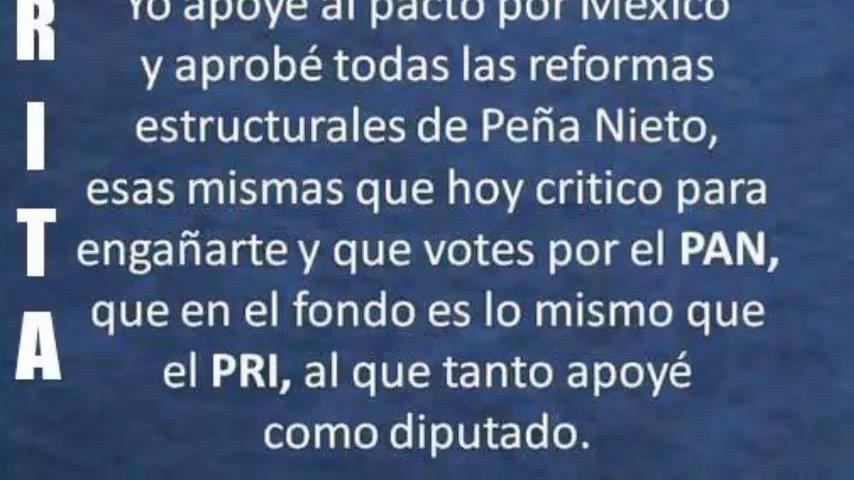 Yo apoyé al pacto por México
y aprobé todas las reformas
estructurales de Peña Nieto,
esas mismas que hoy critico para
engañarte y que votes por el PAN,
que en el fondo es lo mismo que
el PRI, al que tanto apoyé
como diputado.
R
I
T
A